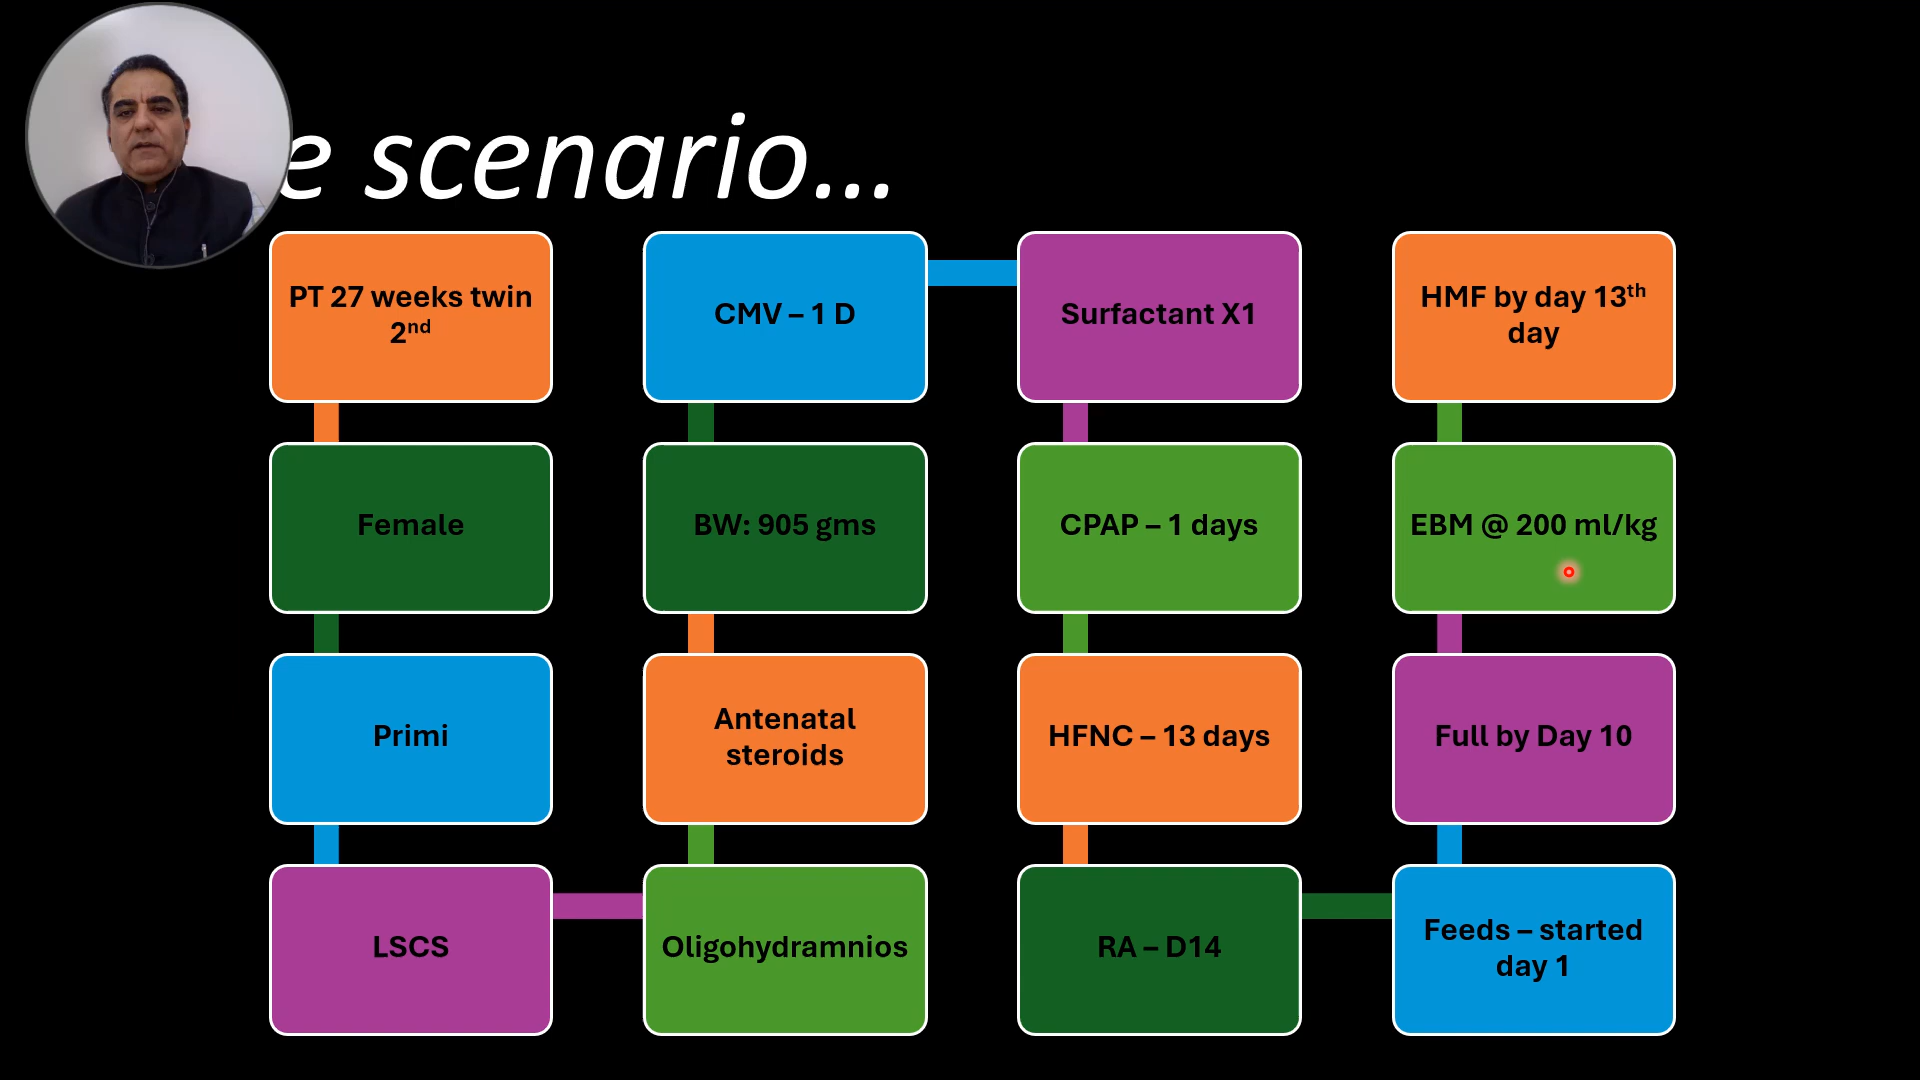 e scenario...
PT 27 weeks twin
2nd
Female
Primi
LSCS
CMV – 1 D
BW: 905 gms
Antenatal
steroids
Oligohydramnios
Surfactant X1
CPAP – 1 days
HFNC – 13 days
RA – D14
HMF by day 13th
day
EBM @ 200 ml/kg
Full by Day 10
Feeds – started
day 1